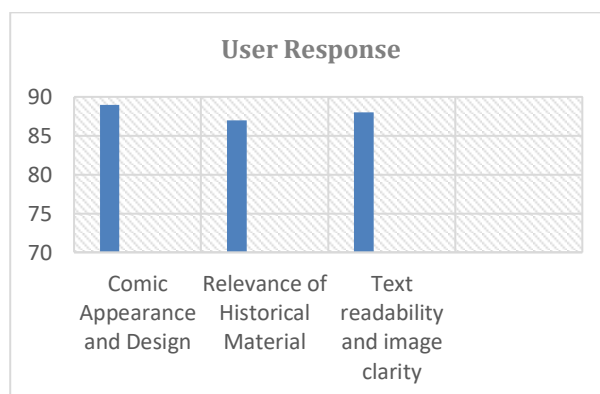 User Response
90
85
80
75
70
Comic
Appearance
and Design
Relevance of
Historical
Material
Text
readability
and image
clarity